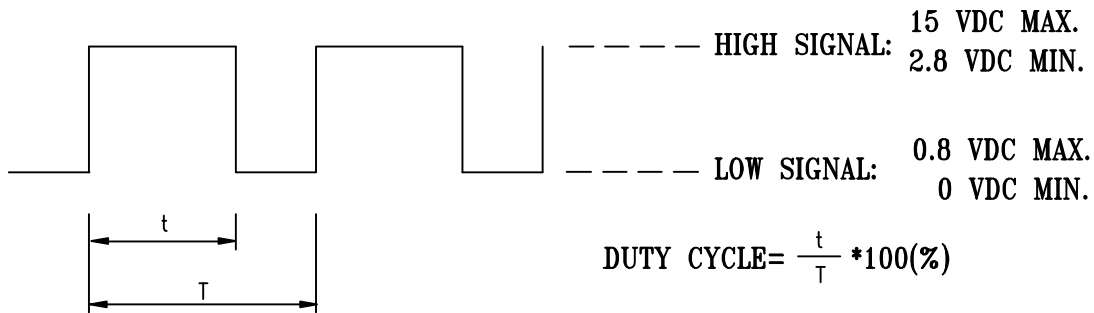 15 VDC MAX.
HIGH SIGNAL:
2.8 VDC MIN.
0.8 VDC MAX.
LOW SIGNAL:
0 VDC MIN.
t
T
DUTY CYCLE= t/T *100(%)